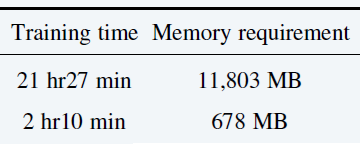 Training time Memory requirement
21 hr27 min 11,803 MB
2 hr10 min 678 MB